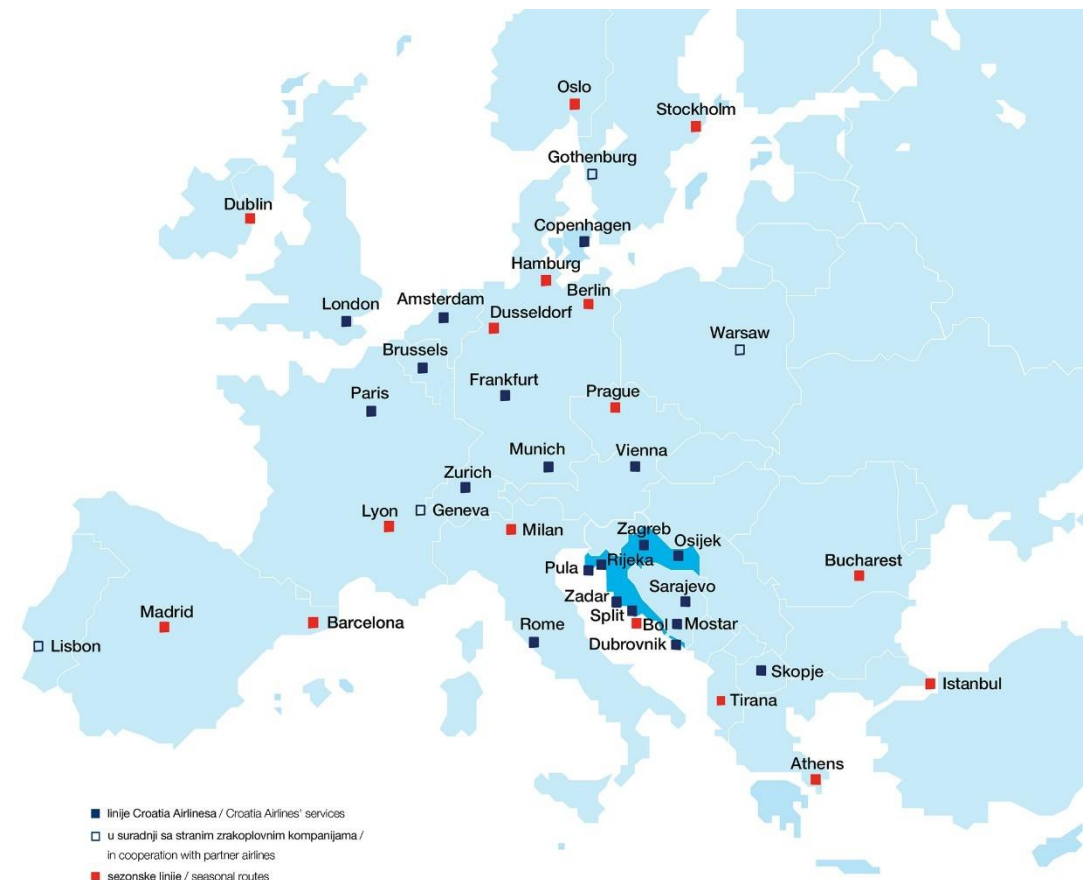 Oslo
Stockholm
Gothenburg
Dublin
Copenhagen
Hamburg
Berlin
London
Amsterdam
Dusseldorf
Warsaw
Brussels
Frankfurt
Paris
Prague
Munich
Vienna
Zurich
Lyon
Geneva
Milan
Zagreb
Osijek
Pula
Rijeka
Bucharest
Sarajevo
Zadar
Madrid
Barcelona
Rome
Split
Bol
Mostar
Lisbon
Dubrovnik
Skopje
Istanbul
Tirana
Athens
linije Croatia Airlinesa / Croatia Airlines' services
u suradnji sa stranim zrakoplovnim kompanijama /
in cooperation with partner airlines
sezonske linije / seasonal routes